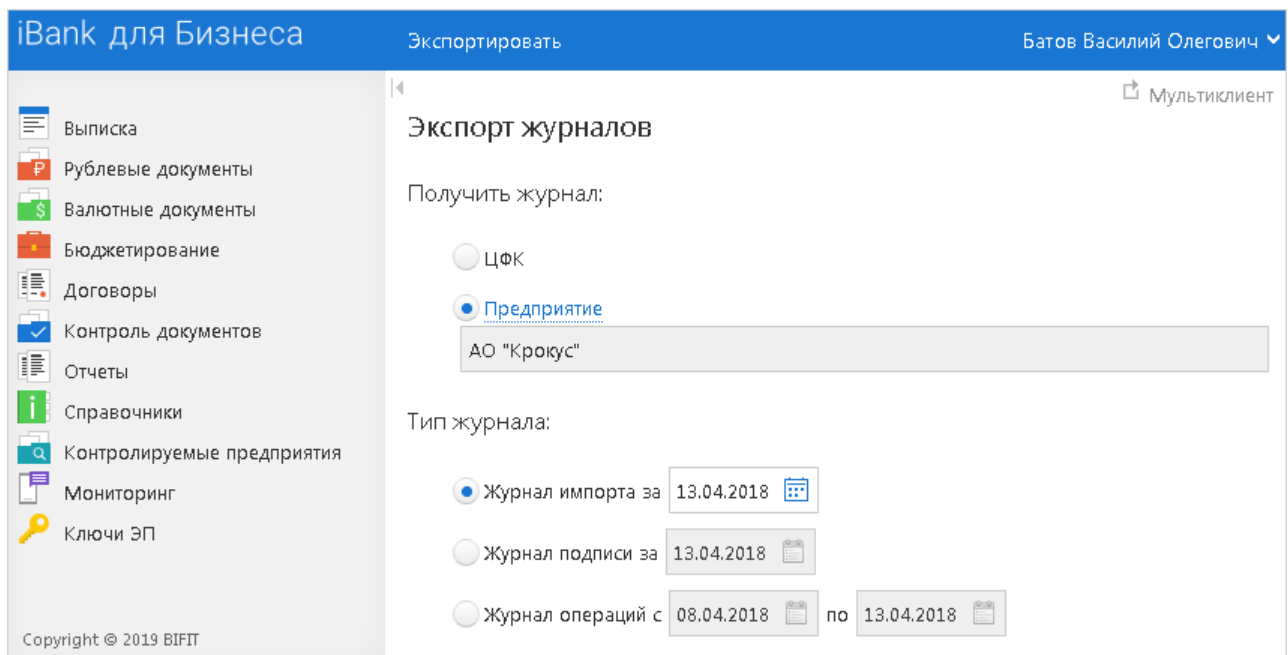 iBank для Бизнеса
Экспортировать
Батов Василий Олегович
Мультиклиент
Выписка
Рублевые документы
Валютные документы
Бюджетирование
Договоры
Контроль документов
Отчеты
Справочники
Контролируемые предприятия
Мониторинг
Ключи ЭП
Copyright © 2019 BIFIT
Экспорт журналов
Получить журнал:
ЦФК
Предприятие
АО "Крокус"
Тип журнала:
Журнал импорта за 13.04.2018
Журнал подписи за 13.04.2018
Журнал операций с 08.04.2018 по 13.04.2018